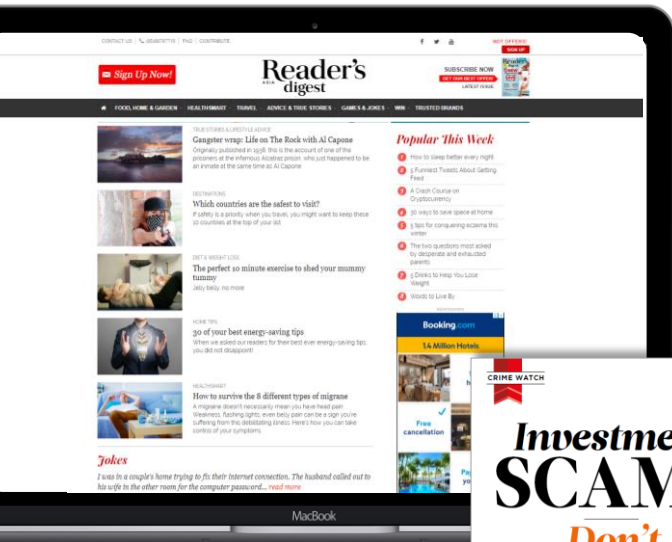 CONTACT US
FAQ
CONTRIBUTE
HOT OFFERS!
SIGN UP
Sign Up Now!
Reader's
ASIA
digest
SUBSCRIBE NOW
GET OUR BEST OFFER!
LATEST ISSUE
FOOD, HOME & GARDEN
HEALTHSMART
TRAVEL
ADVICE & TRUE STORIES
GAMES & JOKES
WIN
TRUSTED BRANDS
TRUE STORIES & LIFESTYLE ADVICE
Gangster wrap: Life on The Rock with Al Capone
Originally published in 1938, this is the account of one of the
prisoners at the infamous Alcatraz prison, who just happened to be
an inmate at the same time as Al Capone
DESTINATIONS
Which countries are the safest to visit?
If safety is a priority when you travel, you might want to keep these
10 countries at the top of your list
DIET & WEIGHT LOSS
The perfect 10 minute exercise to shed your mummy
tummy
Jelly belly, no more
HOME TIPS
30 of your best energy-saving tips
When we asked our readers for their best ever energy-saving tips,
you did not disappoint!
HEALTHSMART
How to survive the 8 different types of migrane
A migraine doesn't necessarily mean you have head pain.
Weakness, flashing lights, even belly pain can be a sign you're
suffering from this debilitating illness. Here's how you can take
control of your symptoms.
Jokes
I was in a couple's home trying to fix their Internet connection. The husband called out to
his wife in the other room for the computer password... read more
Popular This Week
1 How to sleep better every night
2 5 Funniest Tweets About Getting
Fired
3 A Crash Course on
Cryptocurrency
4 30 ways to save space at home
5 5 tips for conquering eczema this
winter
6 The two questions most asked
by desperate and exhausted
parents
7 5 Drinks to Help You Lose
Weight
8 Words to Live By
Booking.com
1.4 Million Hotels
Free
cancellation
MacBook
CRIME WATCH
Investme
SCAM
Don't